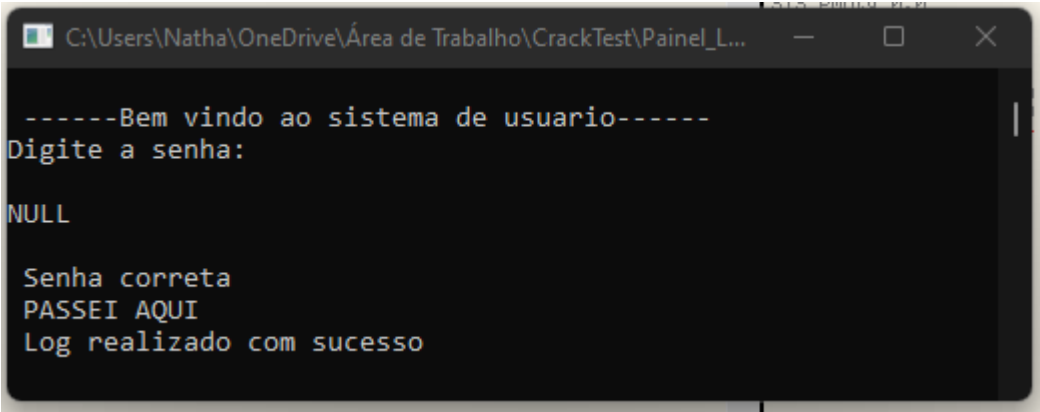 C:\Users\Natha\OneDrive\Área de Trabalho\CrackTest\Painel_L...
------Bem vindo ao sistema de usuario------
Digite a senha:
NULL
Senha correta
PASSEI AQUI
Log realizado com sucesso